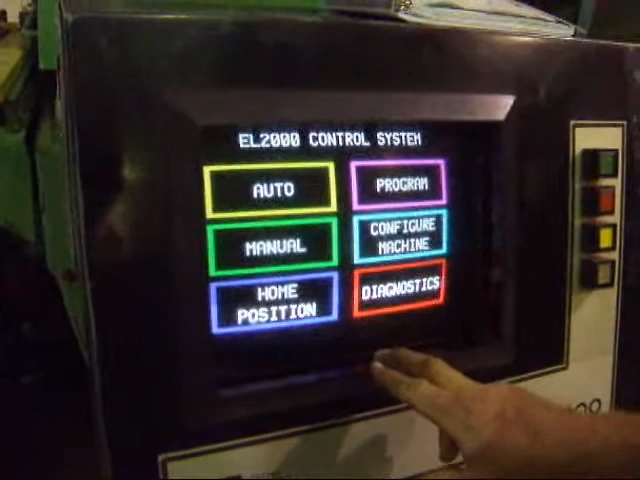 EL2000 CONTROL SYSTEM
AUTO
PROGRAM
MANUAL
CONFIGURE
MACHINE
HOME
POSITION
DIAGNOSTICS